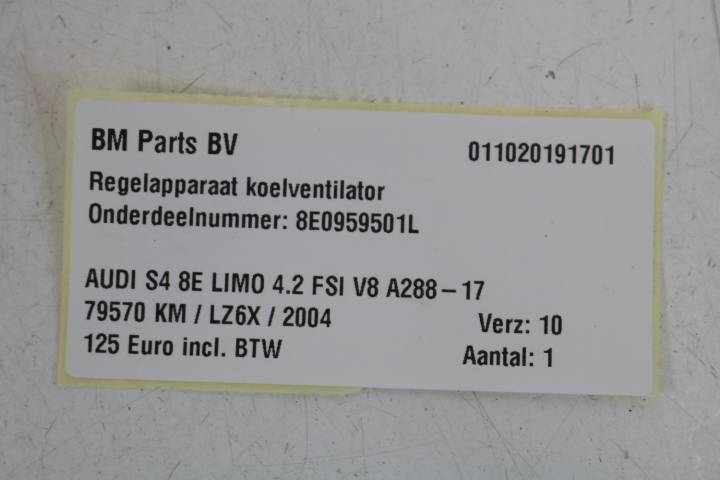 BM Parts BV 011020191701
Regelapparaat koelventilator
Onderdeelnummer: 8E0959501L
AUDI S4 8E LIMO 4.2 FSI V8 A288-17
79570 KM / LZ6X / 2004 Verz: 10
125 Euro incl. BTW Aantal: 1